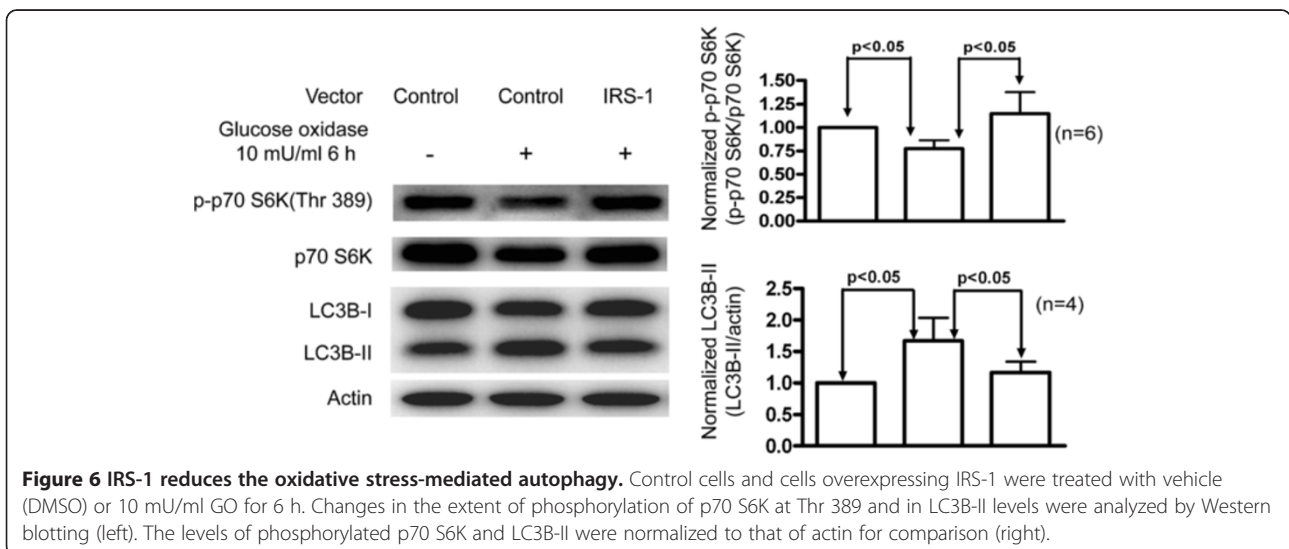 Vector Control Control IRS-1
Glucose oxidase
10 mU/ml 6 h - + +
p-p70 S6K(Thr 389)
p70 S6K
LC3B-I
LC3B-II
Actin
Normalized p-p70 S6K
(p-p70 S6K/p70 S6K)
p<0.05 p<0.05
1.50
1.25
1.00
0.75
0.50
0.25
0.00
(n=6)
Normalized LC3B-II
(LC3B-II/actin)
p<0.05 p<0.05
2.5
2.0
1.5
1.0
0.5
0.0
(n=4)
Figure 6 IRS-1 reduces the oxidative stress-mediated autophagy. Control cells and cells overexpressing IRS-1 were treated with vehicle
(DMSO) or 10 mU/ml GO for 6 h. Changes in the extent of phosphorylation of p70 S6K at Thr 389 and in LC3B-II levels were analyzed by Western
blotting (left). The levels of phosphorylated p70 S6K and LC3B-II were normalized to that of actin for comparison (right).